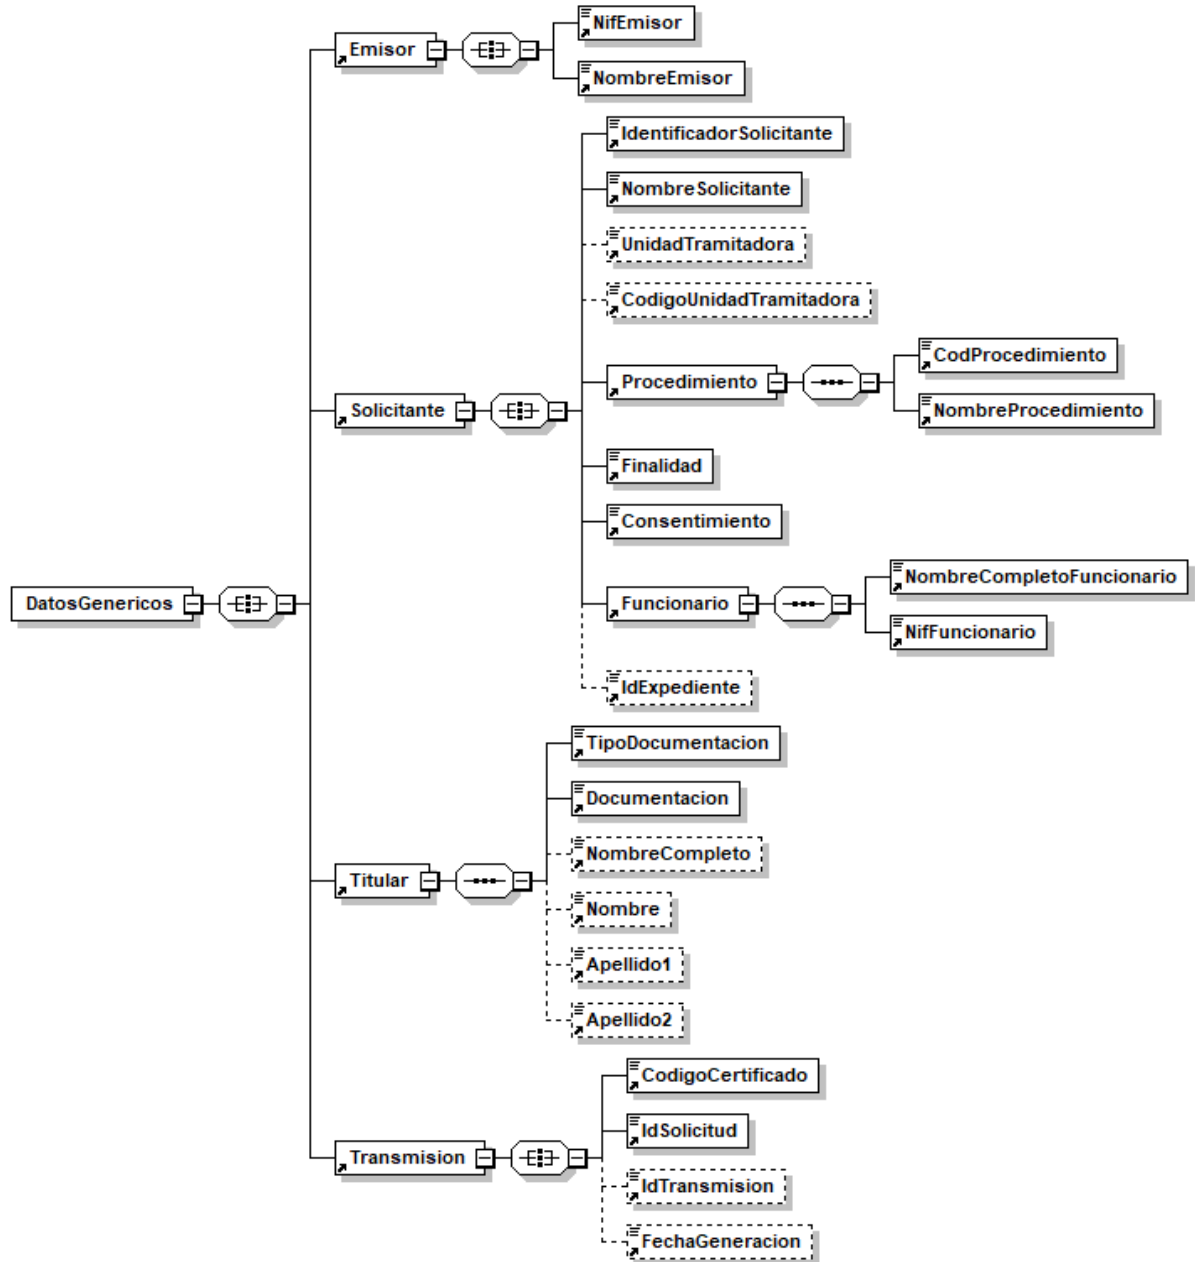 NifEmisor
Emisor
NombreEmisor
IdentificadorSolicitante
NombreSolicitante
UnidadTramitadora
CodigoUnidadTramitadora
CodProcedimiento
Procedimiento
NombreProcedimiento
Solicitante
Finalidad
Consentimiento
NombreCompletoFuncionario
DatosGenericos
Funcionario
NifFuncionario
IdExpediente
TipoDocumentacion
Documentacion
NombreCompleto
Titular
Nombre
Apellido1
Apellido2
CodigoCertificado
IdSolicitud
Transmision
IdTransmision
FechaGeneracion